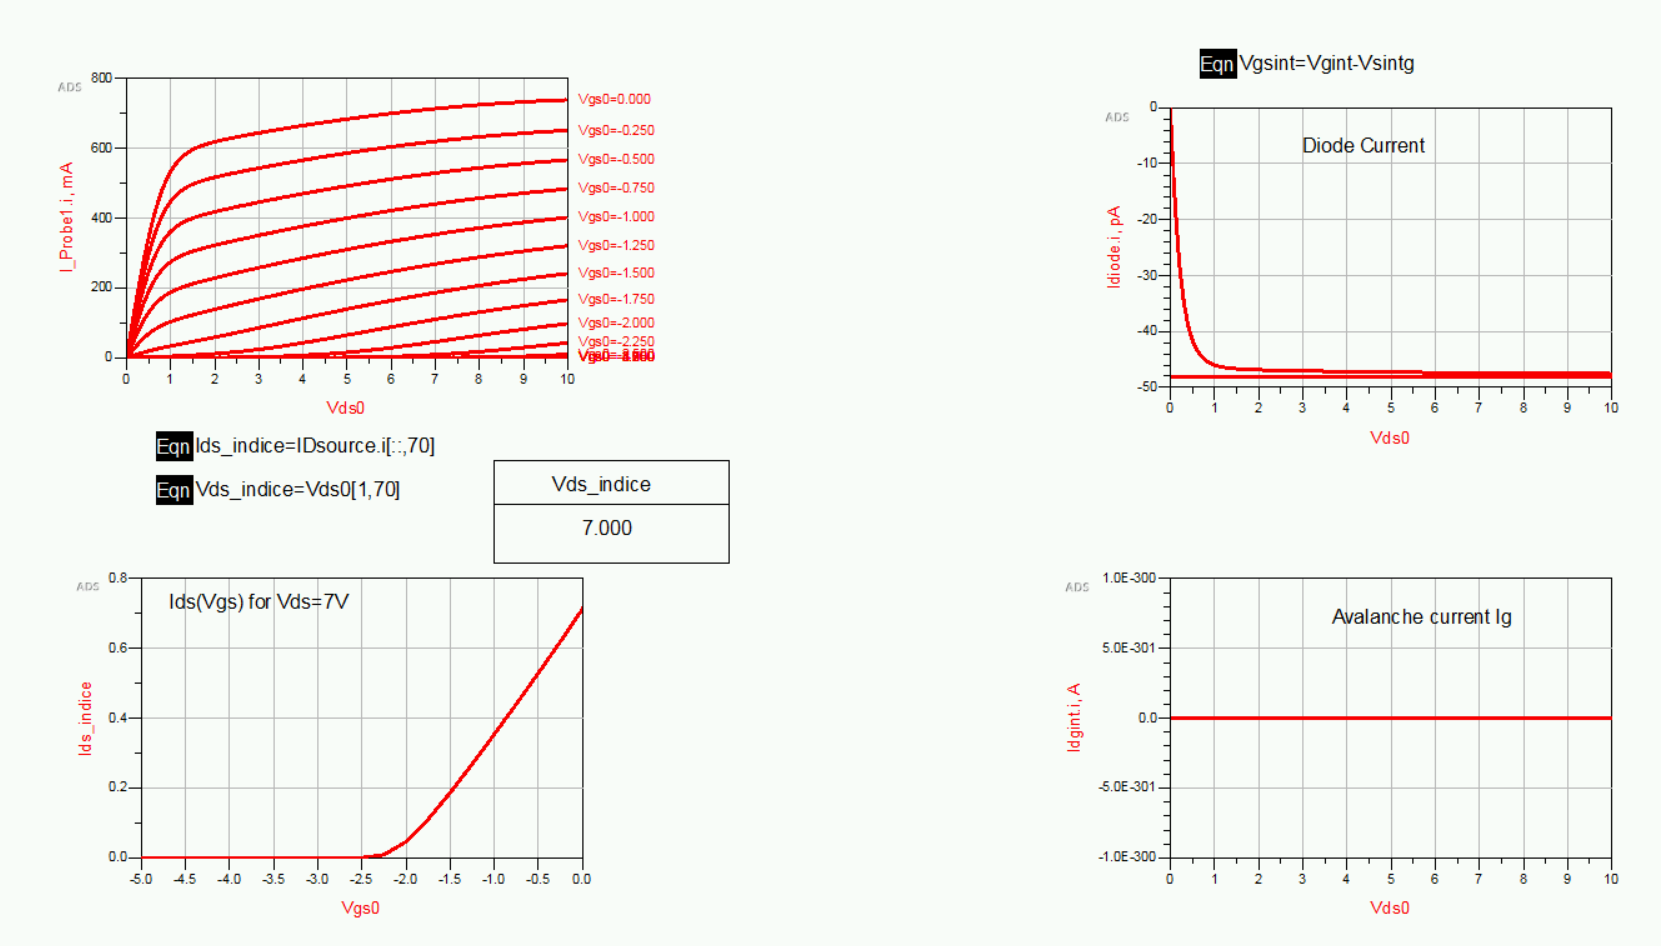 ADS
800
600
400
200
0
I_Probe1.i, mA
0 1 2 3 4 5 6 7 8 9 10
Vds0
Vgs0=0.000
Vgs0=-0.250
Vgs0=-0.500
Vgs0=-0.750
Vgs0=-1.000
Vgs0=-1.250
Vgs0=-1.500
Vgs0=-1.750
Vgs0=-2.000
Vgs0=-2.250
Eqn Ids_indice=IDsource.i[::,70]
Eqn Vds_indice=Vds0[1,70]
Vds_indice
7.000
ADS
Ids(Vgs) for Vds=7V
0.8
0.6
0.4
0.2
0.0
Ids_indice
-5.0 -4.5 -4.0 -3.5 -3.0 -2.5 -2.0 -1.5 -1.0 -0.5 0.0
Vgs0
Eqn Vgsint=Vgint-Vsintg
ADS
Diode Current
0
-10
-20
-30
-40
-50
Idiode.i, pA
0 1 2 3 4 5 6 7 8 9 10
Vds0
ADS
Avalanche current Ig
1.0E-300
5.0E-301
0.0
-5.0E-301
-1.0E-300
Idgint.i, A
0 1 2 3 4 5 6 7 8 9 10
Vds0